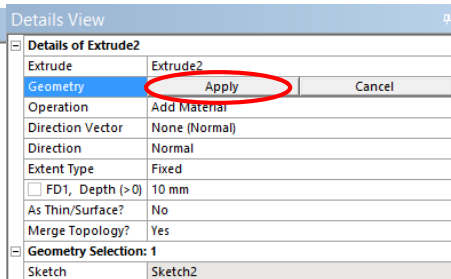 Details View
Details of Extrude2
Extrude Extrude2
Geometry Apply Cancel
Operation Add Material
Direction Vector None (Normal)
Direction Normal
Extent Type Fixed
FD1, Depth (>0) 10 mm
As Thin/Surface? No
Merge Topology? Yes
Geometry Selection: 1
Sketch Sketch2